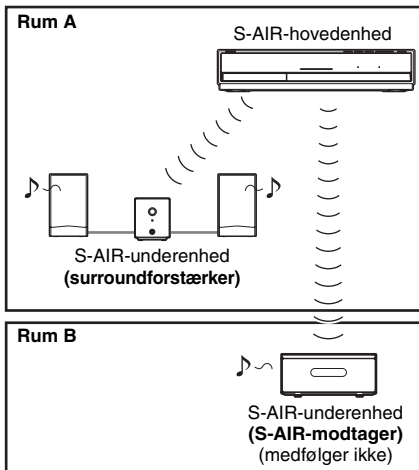 Rum A
S-AIR-hovedenhed
S-AIR-underenhed
(surroundforstærker)
Rum B
S-AIR-underenhed
(S-AIR-modtager)
(medfølger ikke)